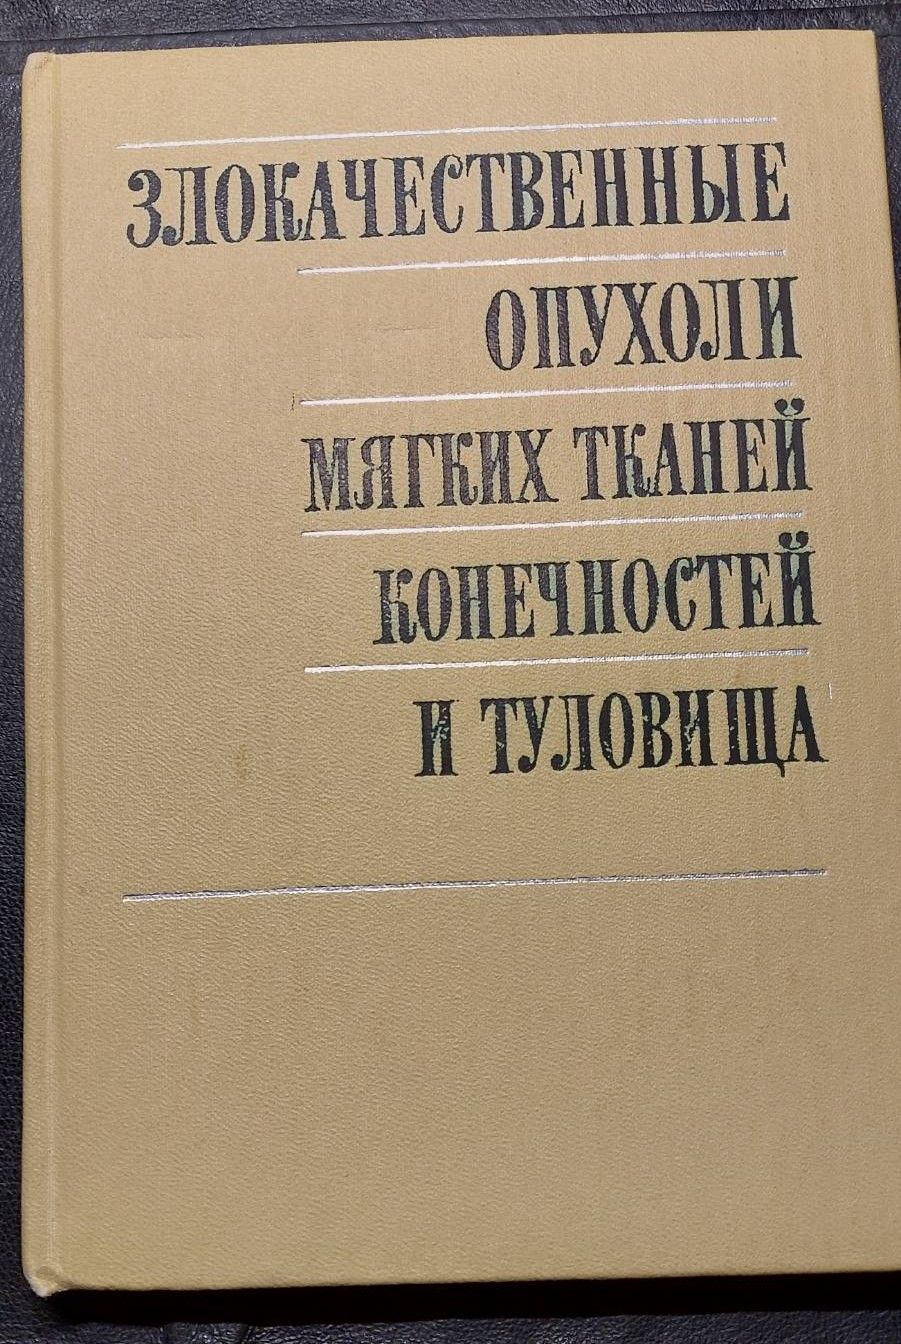 ЗЛОКАЧЕСТВЕННЫЕ
ОПУХОЛИ
МЯГКИХ ТКАНЕЙ
КОНЕЧНОСТЕЙ
И ТУЛОВИЩА